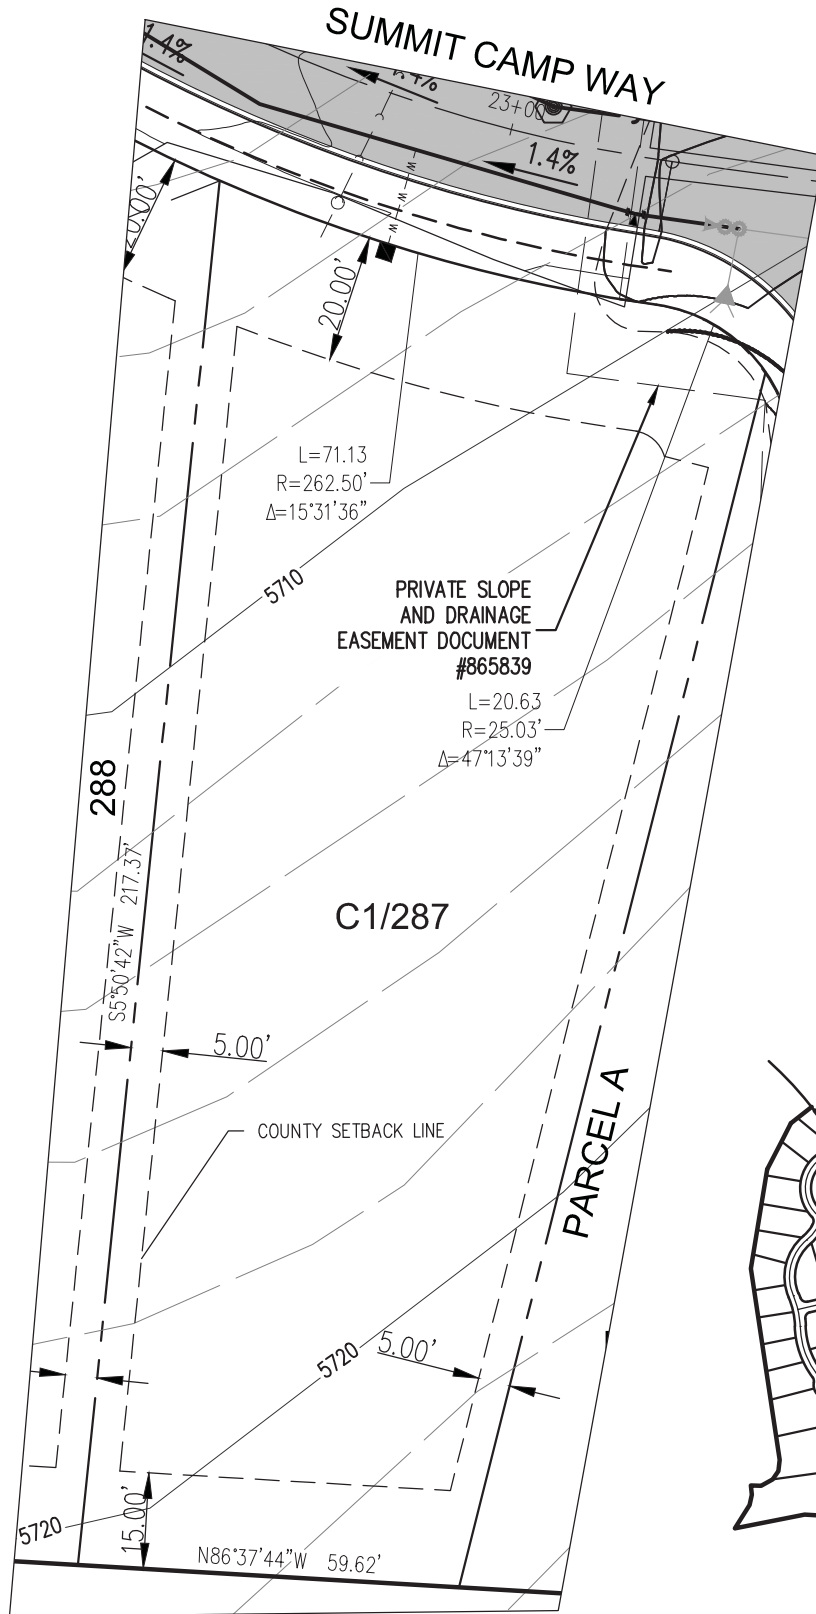 SUMMIT CAMP WAY
1.4%
23+00
1.4%
20.00'
20.00'
W
W
W
L=71.13
R=262.50'
Δ=15°31'36"
5710
PRIVATE SLOPE
AND DRAINAGE
EASEMENT DOCUMENT
#865839
L=20.63
R=25.03'
Δ=47°13'39"
288
S5°50'42"W 217.37'
C1/287
5.00'
PARCEL A
COUNTY SETBACK LINE
5720
5.00'
15.00'
5720
N86°37'44"W 59.62'